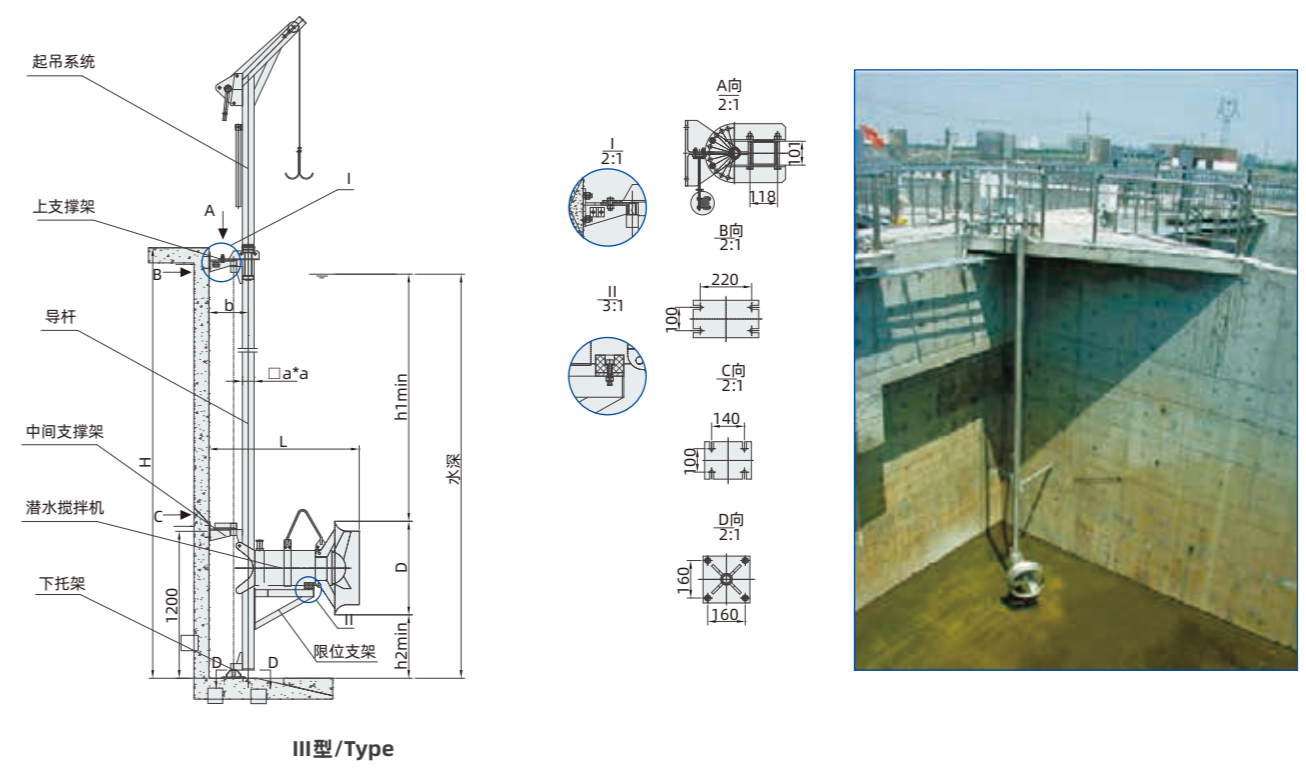 起吊系统
I
A
上支撑架
B
b
导杆
□a*a
h1min
L
中间支撑架
H
水深
C
潜水搅拌机
D
下托架
1200
II
限位支架
h2min
D
D
III型/Type
I
2:1
II
3:1
A向
2:1
101
118
B向
2:1
220
100
C向
2:1
140
100
D向
2:1
160
160